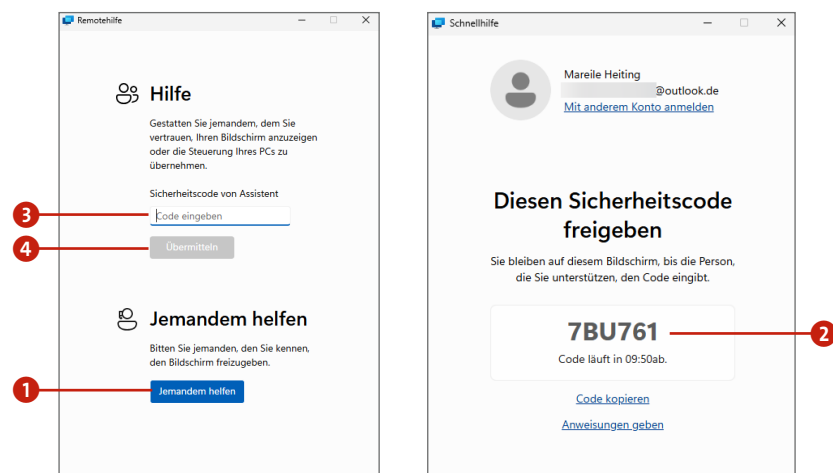 Remotehilfe
Hilfe
Gestatten Sie jemandem, dem Sie
vertrauen, Ihren Bildschirm anzuzeigen
oder die Steuerung Ihres PCs zu
übernehmen.
Sicherheitscode von Assistent
3
Code eingeben
4
Übermitteln
Jemandem helfen
Bitten Sie jemanden, den Sie kennen,
den Bildschirm freizugeben.
1
Jemandem helfen
Schnellhilfe
Mareile Heiting
@outlook.de
Mit anderem Konto anmelden
Diesen Sicherheitscode
freigeben
Sie bleiben auf diesem Bildschirm, bis die Person,
die Sie unterstützen, den Code eingibt.
7BU761
2
Code läuft in 09:50ab.
Code kopieren
Anweisungen geben